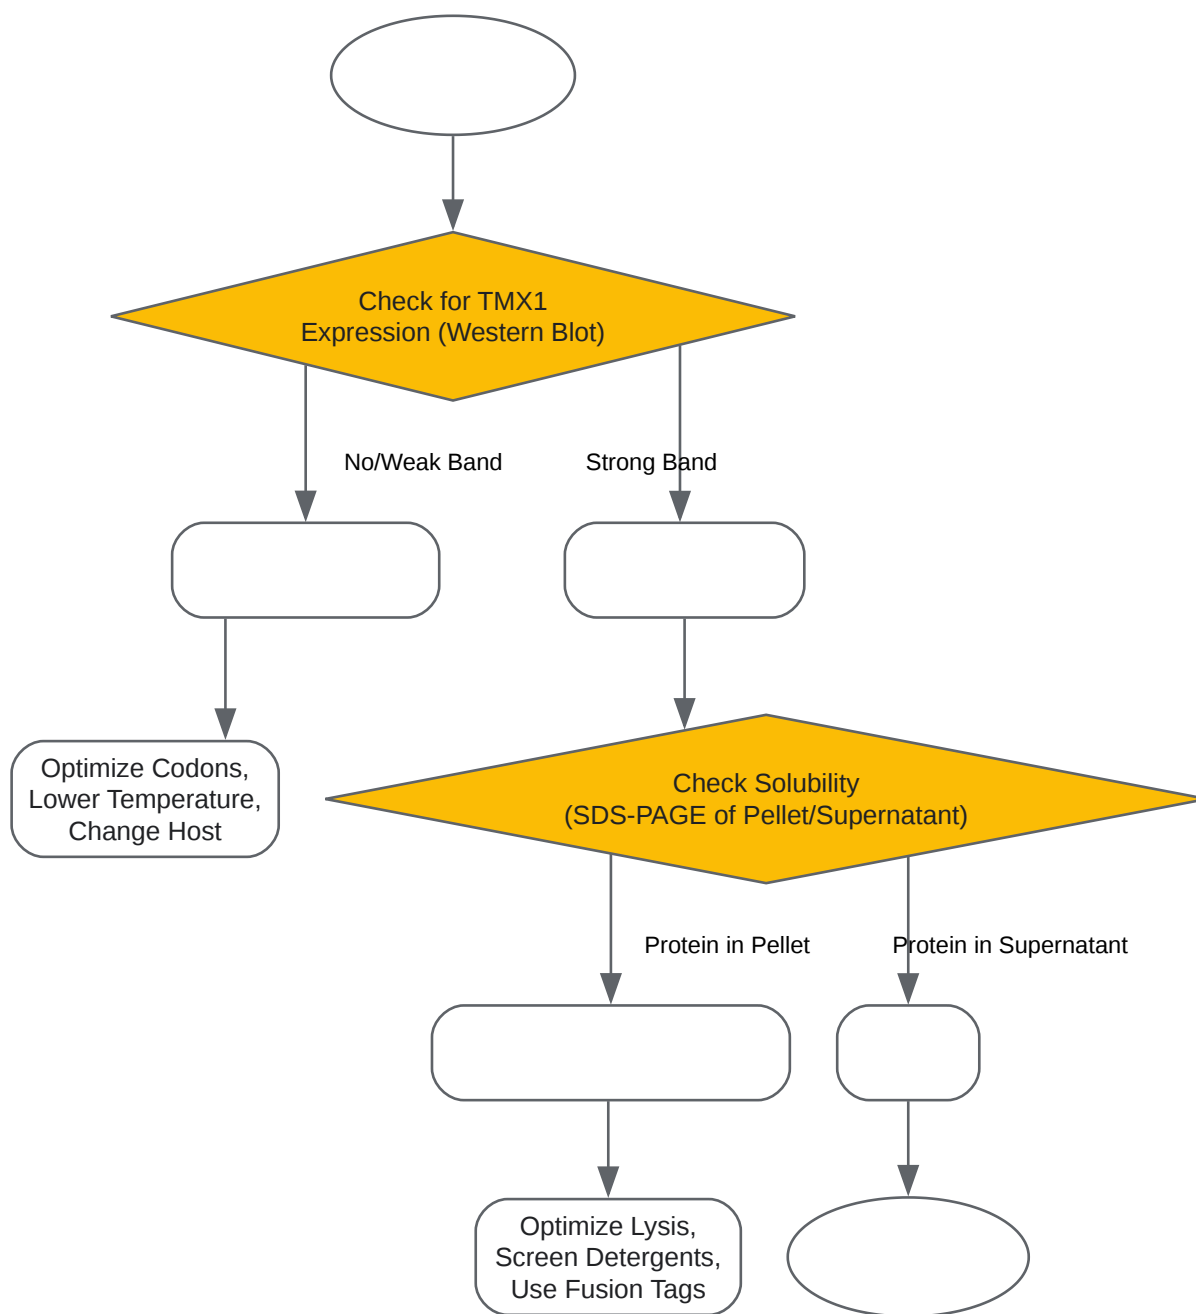 Check for TMX1
Expression (Western Blot)
No/Weak Band
Strong Band
Optimize Codons,
Lower Temperature,
Change Host
Check Solubility
(SDS-PAGE of Pellet/Supernatant)
Protein in Pellet
Protein in Supernatant
Optimize Lysis,
Screen Detergents,
Use Fusion Tags